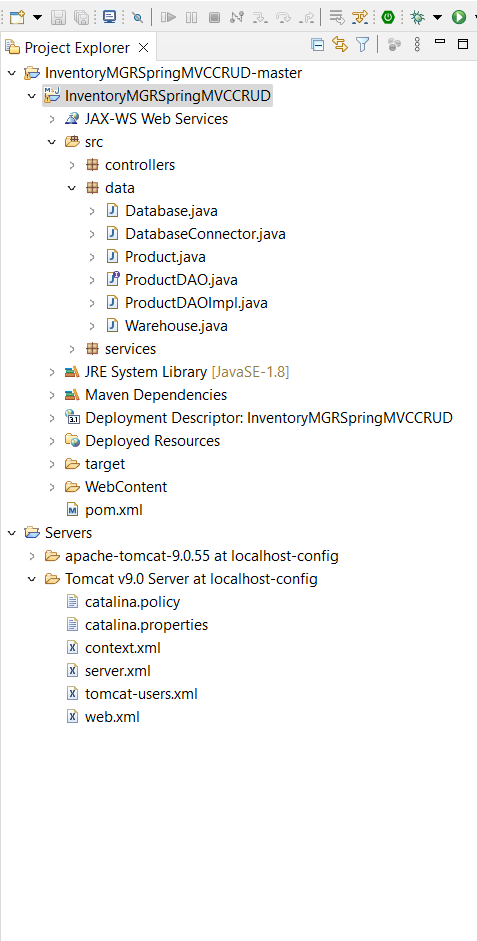 Project Explorer
InventoryMGRSpringMVCCRUD-master
InventoryMGRSpringMVCCRUD
JAX-WS Web Services
src
controllers
data
Database.java
DatabaseConnector.java
Product.java
ProductDAO.java
ProductDAOImpl.java
Warehouse.java
services
JRE System Library [JavaSE-1.8]
Maven Dependencies
3.1 Deployment Descriptor: InventoryMGRSpringMVCCRUD
Deployed Resources
target
WebContent
pom.xml
Servers
apache-tomcat-9.0.55 at localhost-config
Tomcat v9.0 Server at localhost-config
catalina.policy
catalina.properties
context.xml
server.xml
tomcat-users.xml
web.xml